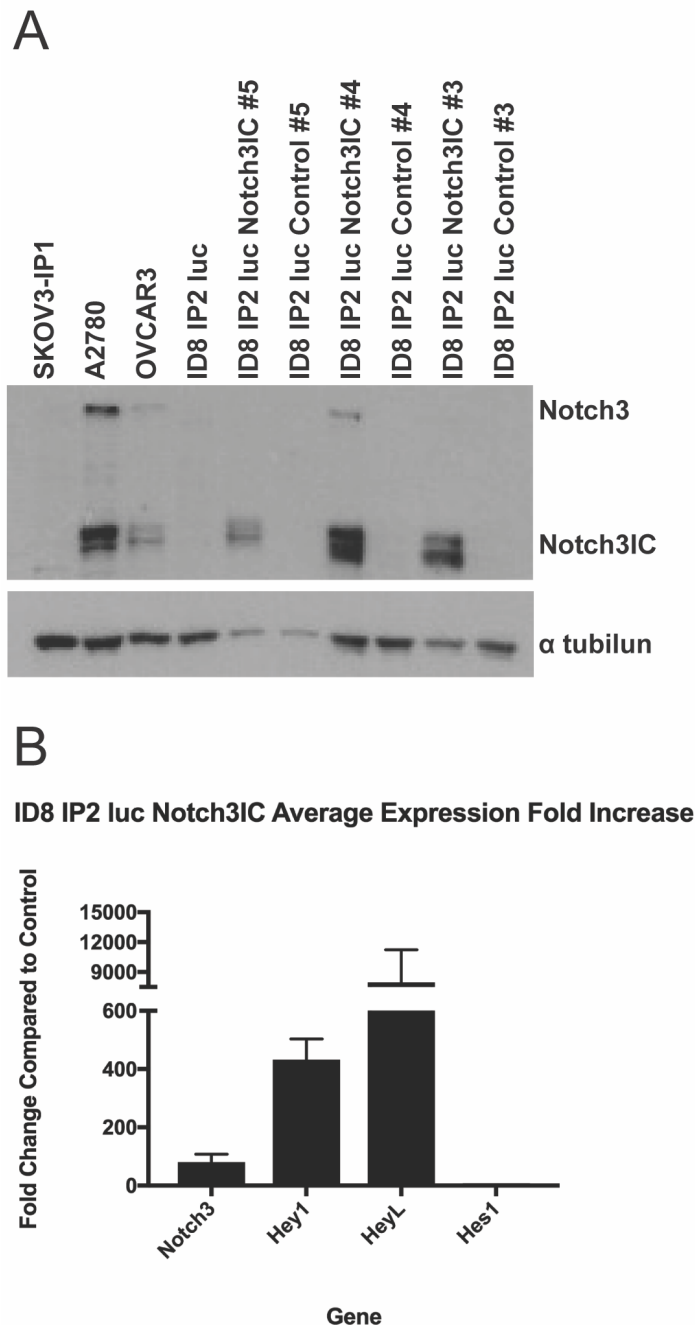 A
SKOV3-IP1
A2780
OVCAR3
ID8 IP2 luc
ID8 IP2 luc Notch3IC #5
ID8 IP2 luc Control #5
ID8 IP2 luc Notch3IC #4
ID8 IP2 luc Control #4
ID8 IP2 luc Notch3IC #3
ID8 IP2 luc Control #3
Notch3
Notch3IC
α tubilun
B
ID8 IP2 luc Notch3IC Average Expression Fold Increase
Fold Change Compared to Control
15000
12000
9000
600
400
200
0
Notch3
Hey1
HeyL
Hes1
Gene